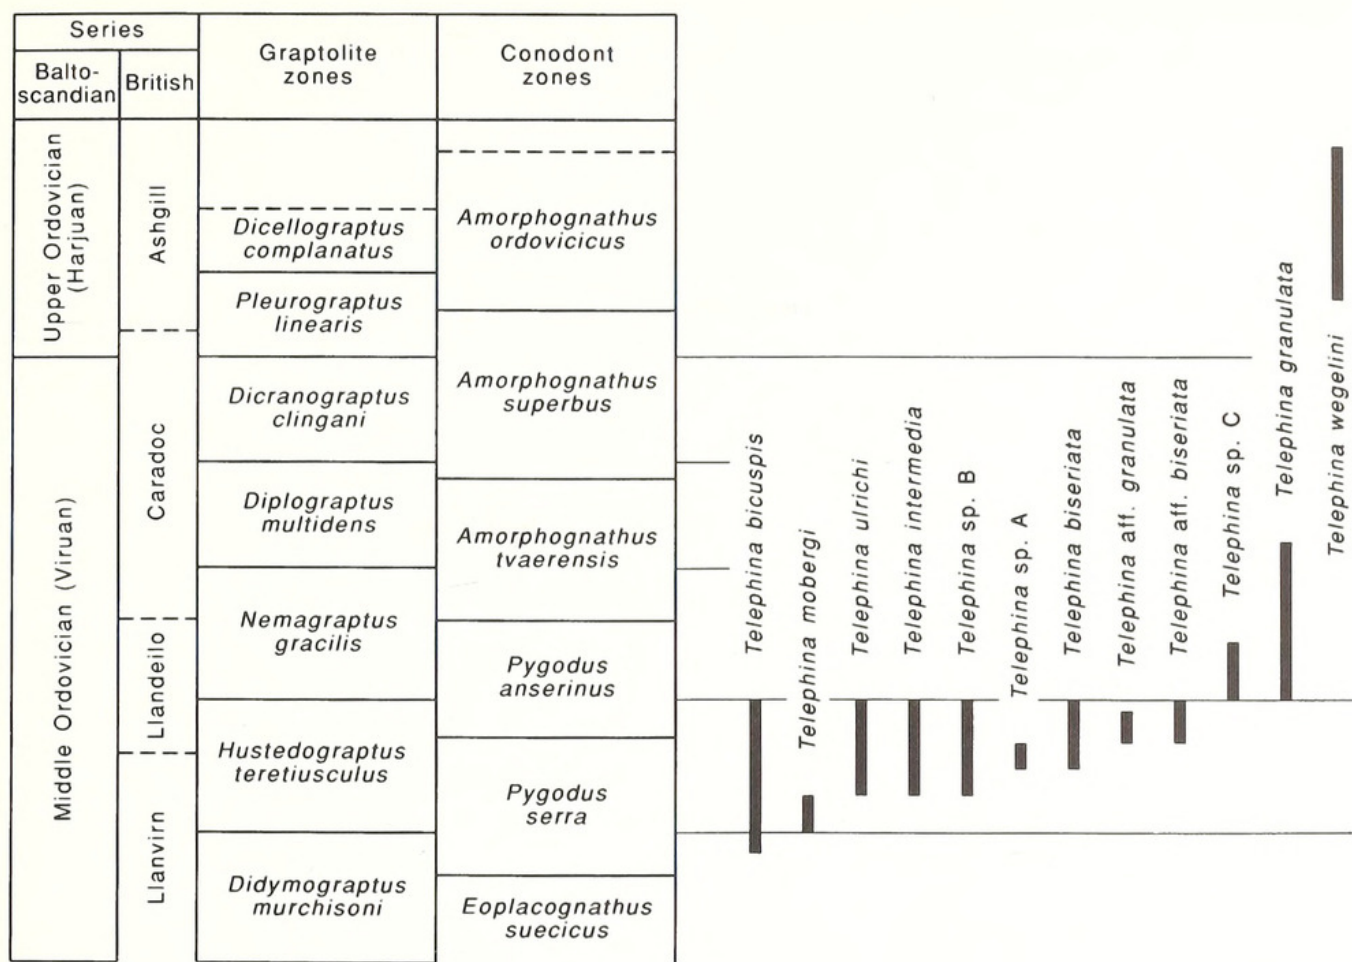 Series
Balto-
scandian
British
Graptolite
zones
Conodont
zones
Upper Ordovician
(Harjuan)
Middle Ordovician (Viruan)
Ashgill
Caradoc
Llandeilo
Llanvirn
Dicellograptus
complanatus
Pleurograptus
linearis
Dicranograptus
clingani
Diplograptus
multidens
Nemagraptus
gracilis
Hustedograptus
teretiusculus
Didymograptus
murchisoni
Amorphognathus
ordovicicus
Amorphognathus
superbus
Amorphognathus
tvaerensis
Pygodus
anserinus
Pygodus
serra
Eoplacognathus
suecicus
Telephina bicuspis
Telephina mobergi
Telephina ulrichi
Telephina intermedia
Telephina sp. B
Telephina sp. A
Telephina biseriata
Telephina aff. granulata
Telephina aff. biseriata
Telephina sp. C
Telephina granulata
Telephina wegelini